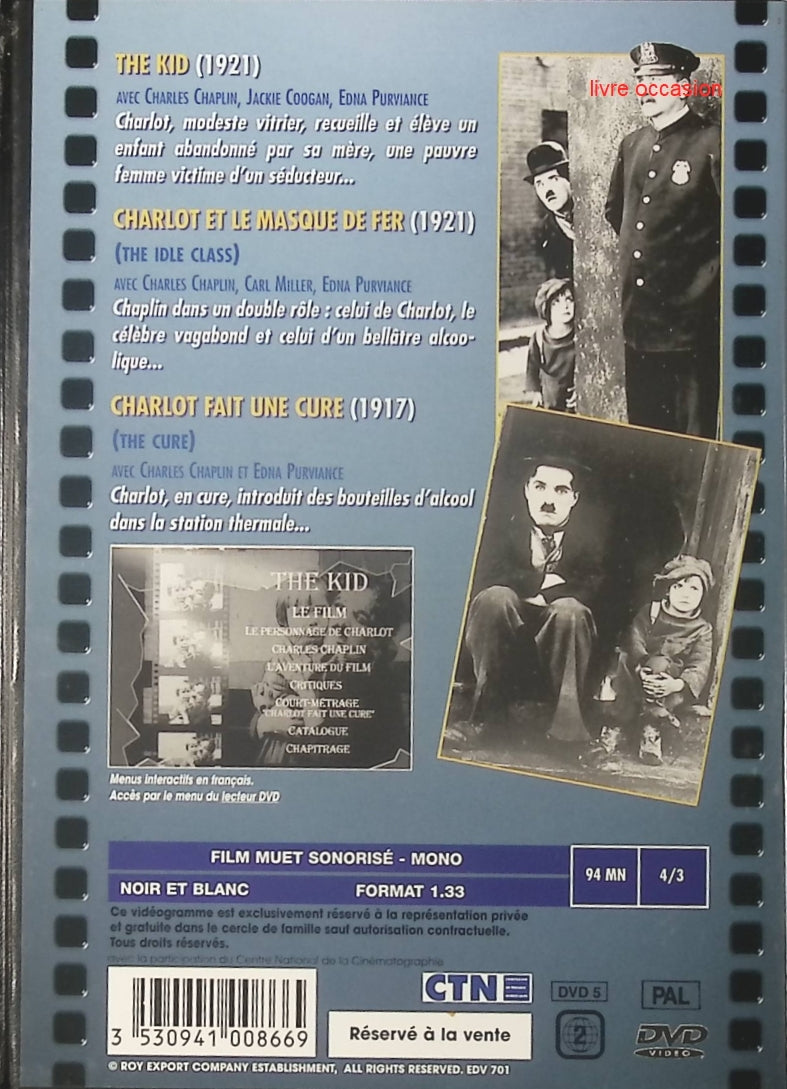 THE KID (1921)
AVEC CHARLES CHAPLIN, JACKIE COOGAN, EDNA PURVIANCE
Charlot, modeste vitrier, recueille et élève un
enfant abandonné par sa mère, une pauvre
femme victime d'un séducteur...
livre occasion
CHARLOT ET LE MASQUE DE FER (1921)
(THE IDLE CLASS)
AVEC CHARLES CHAPLIN, CARL MILLER, EDNA PURVIANCE
Chaplin dans un double rôle : celui de Charlot, le
célèbre vagabond et celui d'un bellâtre alcoo-
lique...
CHARLOT FAIT UNE CURE (1917)
(THE CURE)
AVEC CHARLES CHAPLIN ET EDNA PURVIANCE
Charlot, en cure, introduit des bouteilles d'alcool
dans la station thermale...
THE KID
LE FILM
LE PERSONNAGE DE CHARLOT
CHARLES CHAPLIN
L'AVENTURE DU FILM
CRITIQUES
COURT-MÉTRAGE
"CHARLOT FAIT UNE CURE"
CATALOGUE
CHAPITRAGE
Menus interactifs en français.
Accès par le menu du lecteur DVD
FILM MUET SONORISÉ - MONO
NOIR ET BLANC FORMAT 1.33
94 MN 4/3
Ce vidéogramme est exclusivement réservé à la représentation privée
et gratuite dans le cercle de famille sauf autorisation contractuelle.
Tous droits réservés.
avec la participation du Centre National de la Cinématographie
CTN
DVD 5
PAL
3 530941 008669
Réservé à la vente
2
DVD
VIDEO
© ROY EXPORT COMPANY ESTABLISHMENT, ALL RIGHTS RESERVED. EDV 701